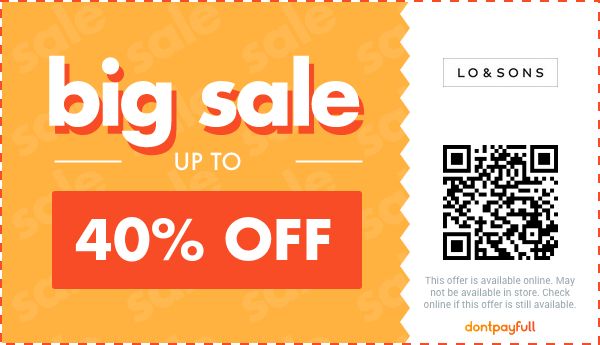 big sale
UP TO
40% OFF
LO & SONS
This offer is available online. May
not be available in store. Check
online if this offer is still available.
dontpayfull